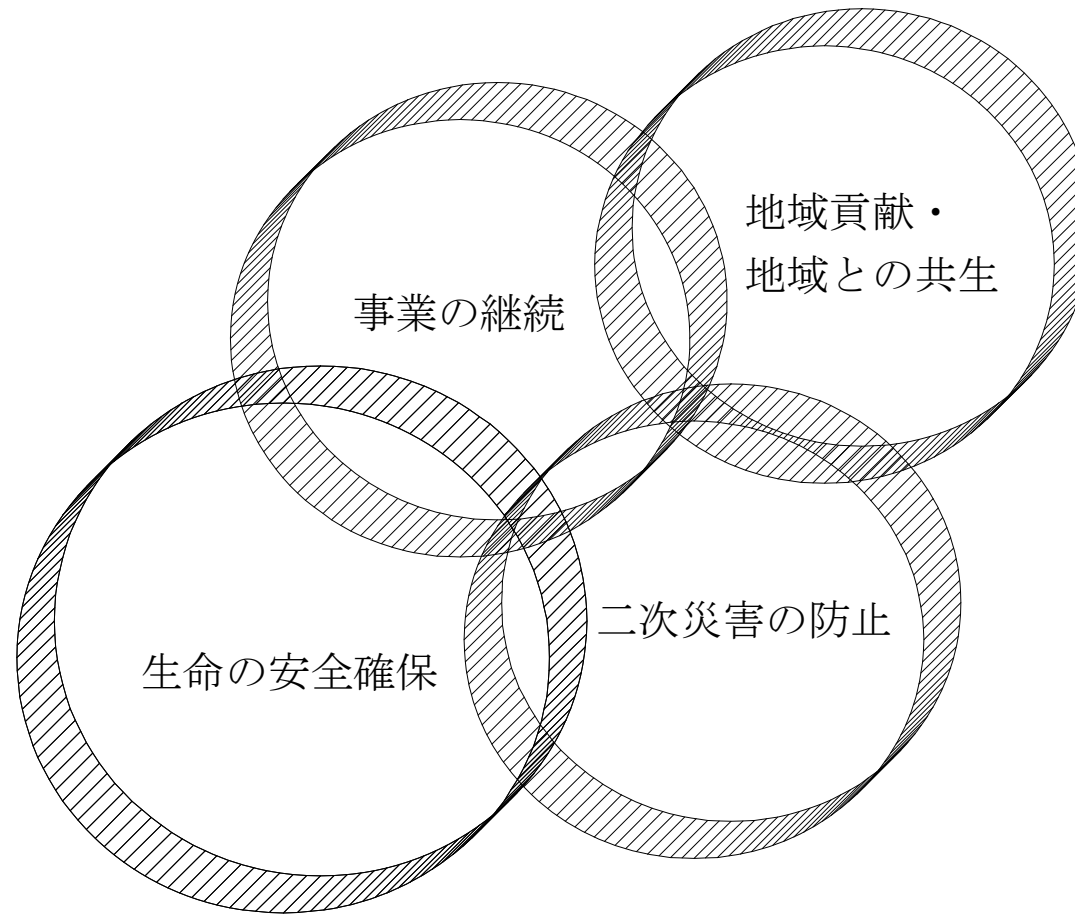 地域貢献・
地域との共生
事業の継続
二次災害の防止
生命の安全確保